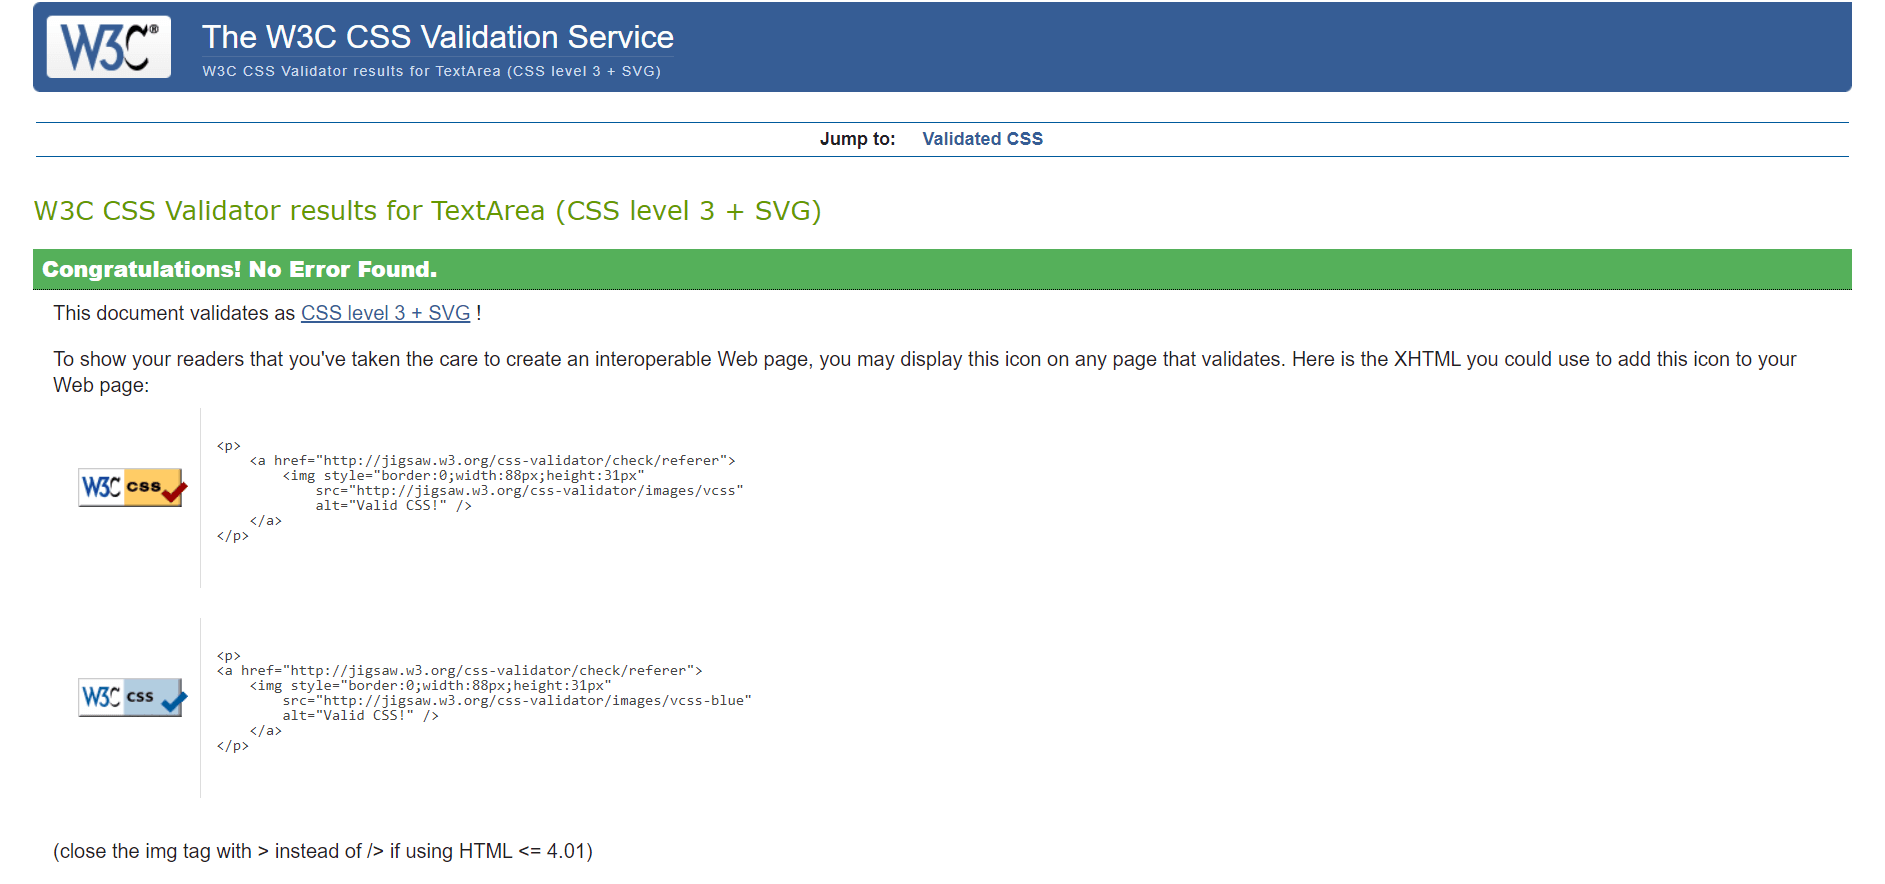 W3C®
The W3C CSS Validation Service
W3C CSS Validator results for TextArea (CSS level 3 + SVG)
Jump to: Validated CSS
W3C CSS Validator results for TextArea (CSS level 3 + SVG)
Congratulations! No Error Found.
This document validates as CSS level 3 + SVG !
To show your readers that you've taken the care to create an interoperable Web page, you may display this icon on any page that validates. Here is the XHTML you could use to add this icon to your
Web page:
W3C css
<p>
    <a href="http://jigsaw.w3.org/css-validator/check/referer">
        <img style="border:0;width:88px;height:31px"
            src="http://jigsaw.w3.org/css-validator/images/vcss"
            alt="Valid CSS!" />
    </a>
</p>
W3C css
<p>
<a href="http://jigsaw.w3.org/css-validator/check/referer">
    <img style="border:0;width:88px;height:31px"
        src="http://jigsaw.w3.org/css-validator/images/vcss-blue"
        alt="Valid CSS!" />
    </a>
</p>
(close the img tag with > instead of /> if using HTML <= 4.01)